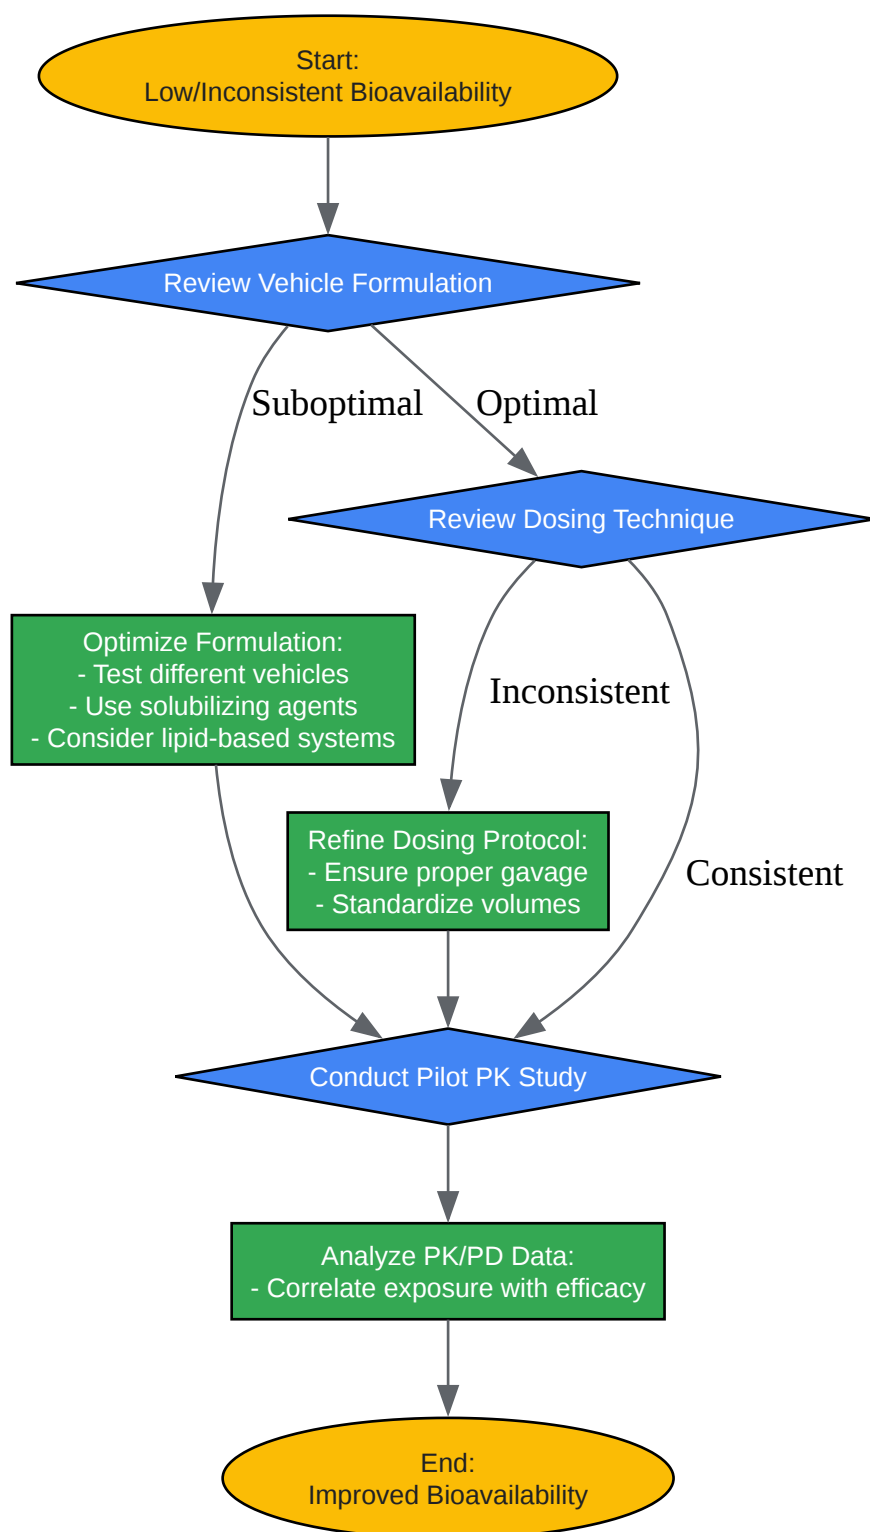 Start:
Low/Inconsistent Bioavailability
Review Vehicle Formulation
Suboptimal
Optimal
Review Dosing Technique
Optimize Formulation:
- Test different vehicles
- Use solubilizing agents
- Consider lipid-based systems
Inconsistent
Refine Dosing Protocol:
- Ensure proper gavage
- Standardize volumes
Consistent
Conduct Pilot PK Study
Analyze PK/PD Data:
- Correlate exposure with efficacy
End:
Improved Bioavailability